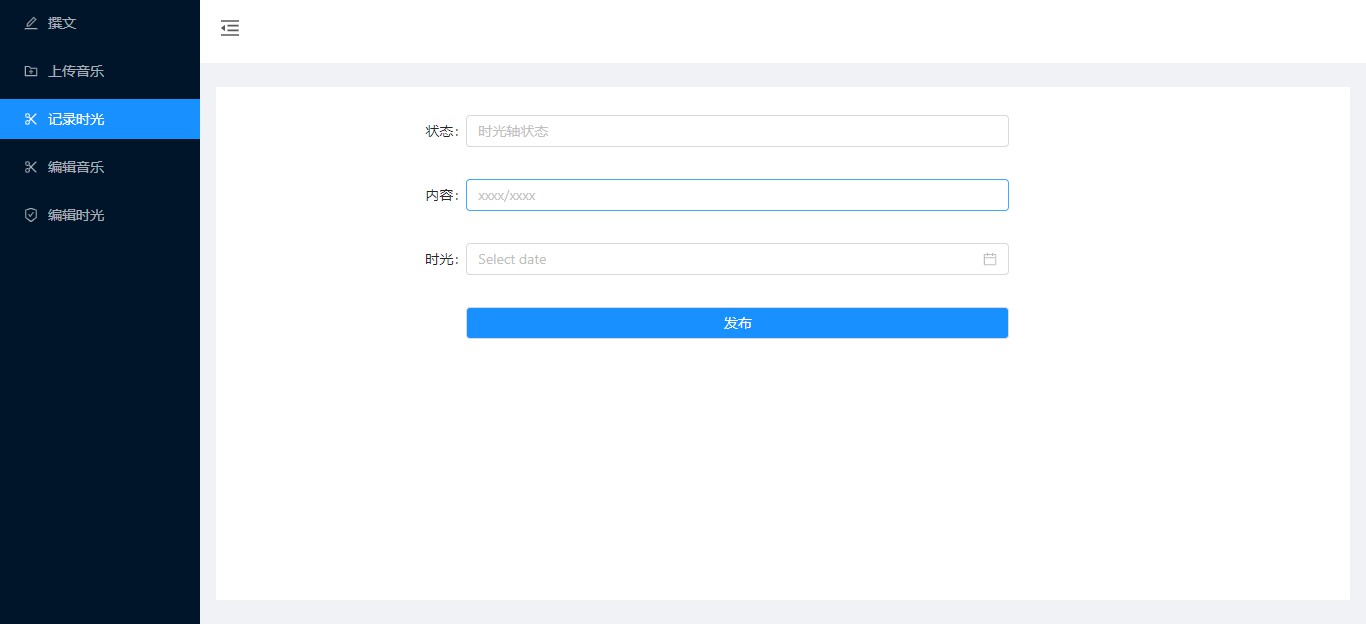 撰文
上传音乐
记录时光
编辑音乐
编辑时光
状态: 时光轴状态
内容: xxxx/xxxx
时光: Select date
发布